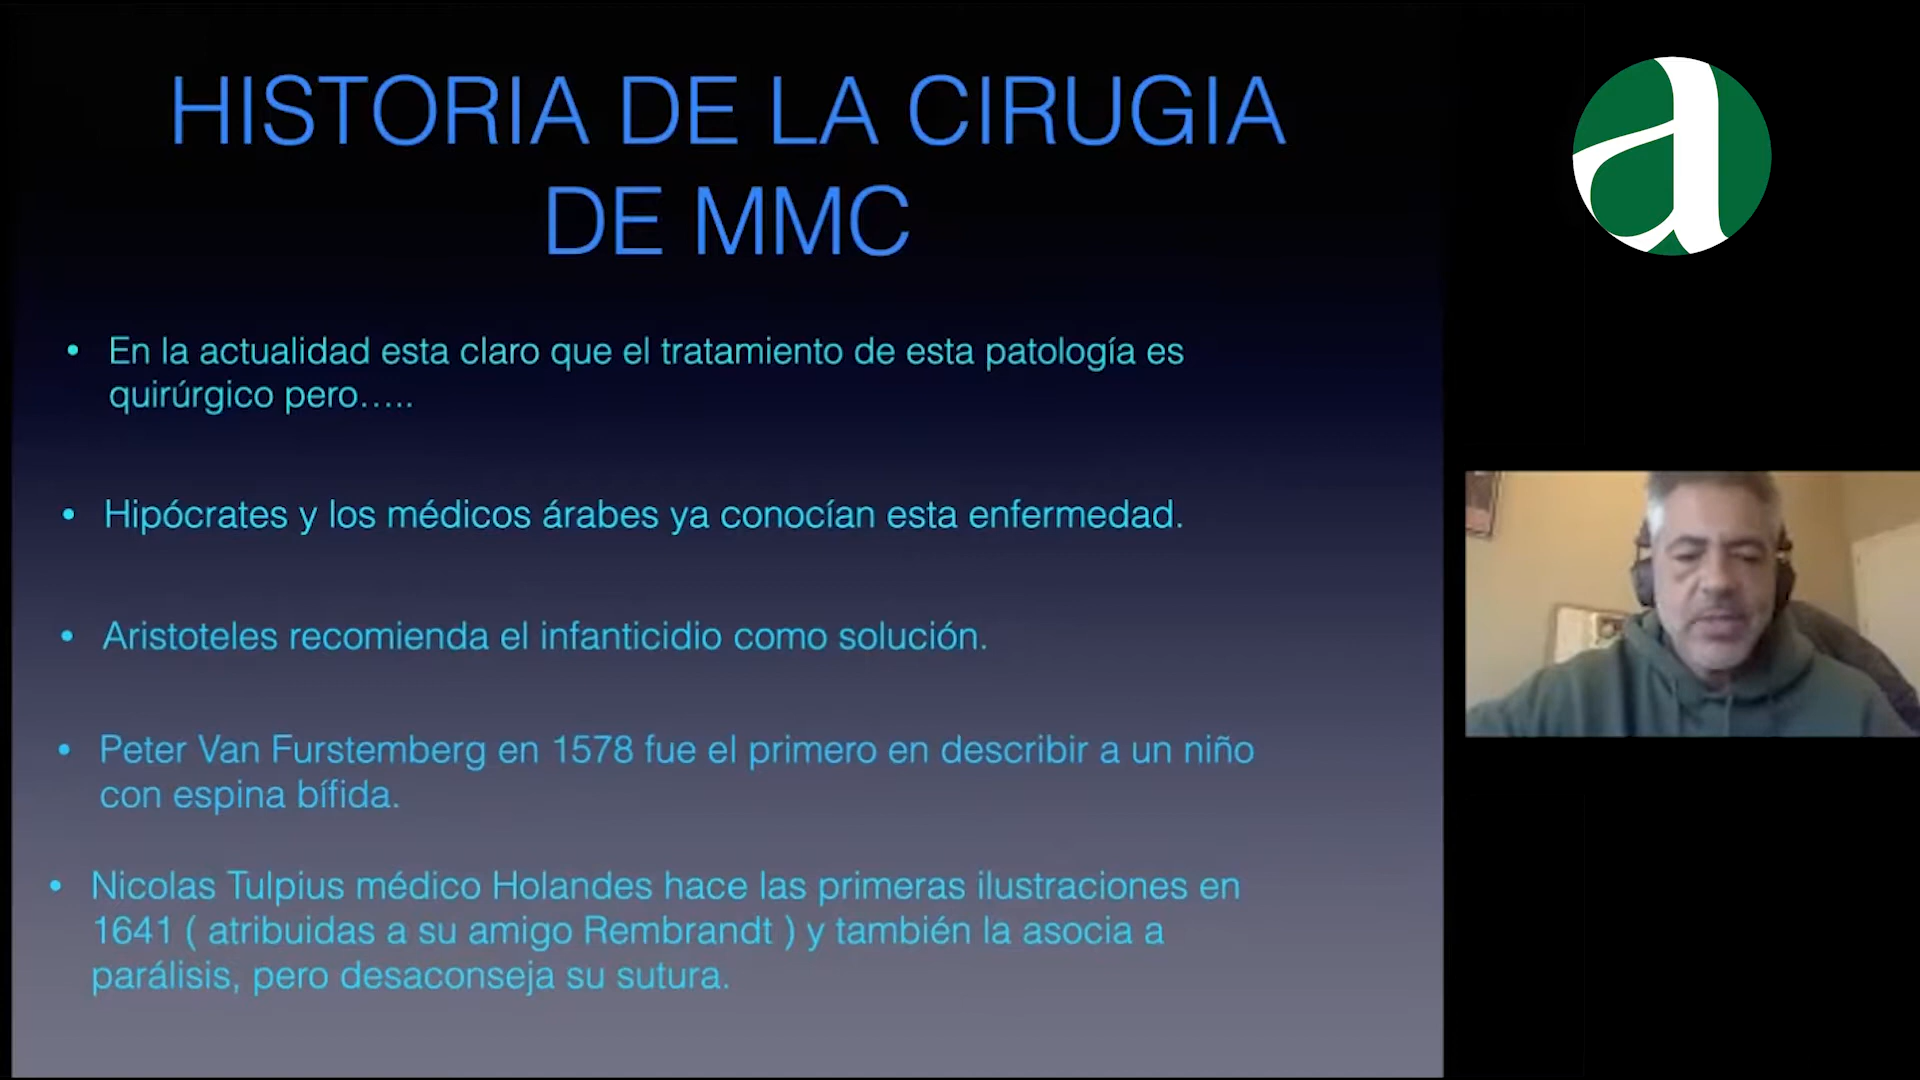 HISTORIA DE LA CIRUGIA
DE MMC
• En la actualidad esta claro que el tratamiento de esta patología es
quirúrgico pero.....
• Hipócrates y los médicos árabes ya conocían esta enfermedad.
• Aristoteles recomienda el infanticidio como solución.
• Peter Van Furstemberg en 1578 fue el primero en describir a un niño
con espina bífida.
• Nicolas Tulpius médico Holandes hace las primeras ilustraciones en
1641 ( atribuidas a su amigo Rembrandt ) y también la asocia a
parálisis, pero desaconseja su sutura.
a